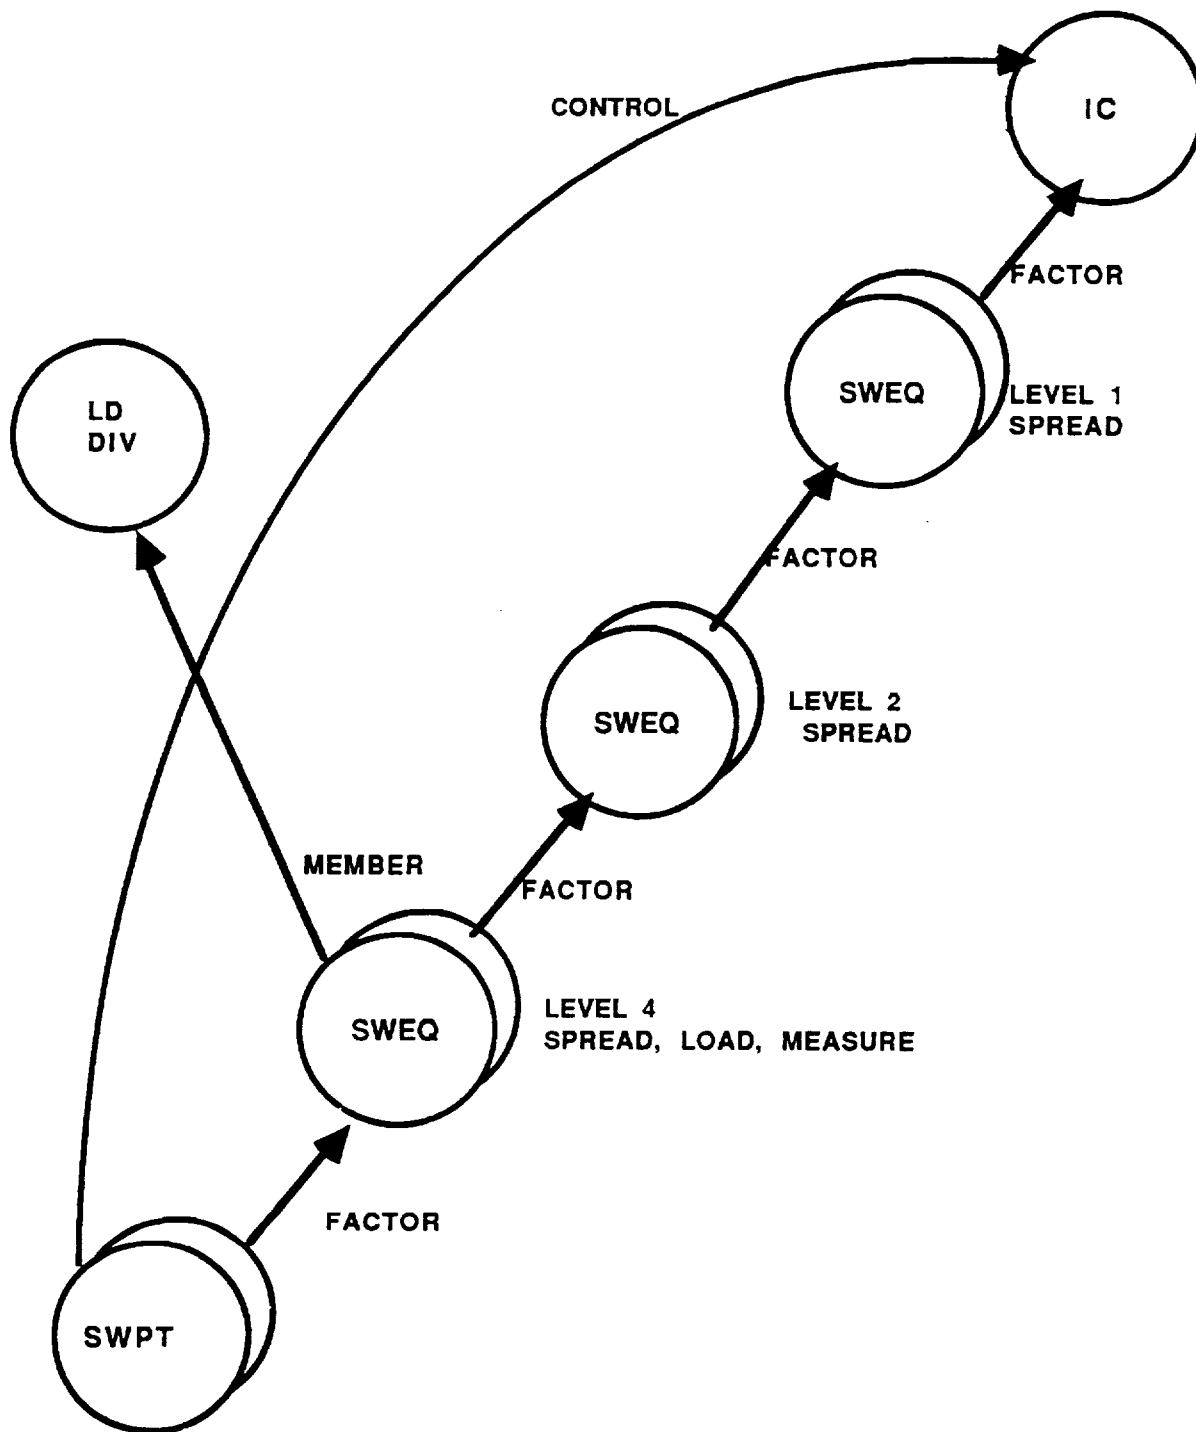 CONTROL
IC
FACTOR
SWEQ
LEVEL 1
SPREAD
LD
DIV
FACTOR
SWEQ
LEVEL 2
SPREAD
MEMBER
FACTOR
SWEQ
LEVEL 4
SPREAD, LOAD, MEASURE
FACTOR
SWPT